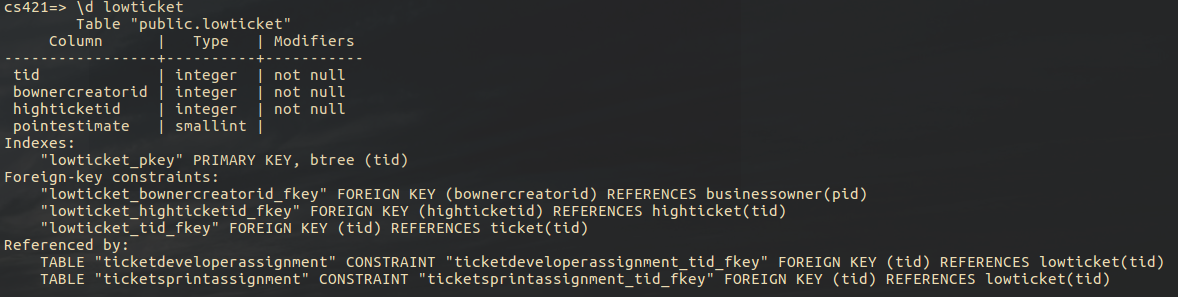 cs421=> \d lowticket
        Table "public.lowticket"
     Column      |   Type   | Modifiers
-----------------+----------+-----------
 tid             | integer  | not null
 bownercreatorid | integer  | not null
 highticketid    | integer  | not null
 pointestimate   | smallint |
Indexes:
    "lowticket_pkey" PRIMARY KEY, btree (tid)
Foreign-key constraints:
    "lowticket_bownercreatorid_fkey" FOREIGN KEY (bownercreatorid) REFERENCES businessowner(pid)
    "lowticket_highticketid_fkey" FOREIGN KEY (highticketid) REFERENCES highticket(tid)
    "lowticket_tid_fkey" FOREIGN KEY (tid) REFERENCES ticket(tid)
Referenced by:
    TABLE "ticketdeveloperassignment" CONSTRAINT "ticketdeveloperassignment_tid_fkey" FOREIGN KEY (tid) REFERENCES lowticket(tid)
    TABLE "ticketsprintassignment" CONSTRAINT "ticketsprintassignment_tid_fkey" FOREIGN KEY (tid) REFERENCES lowticket(tid)